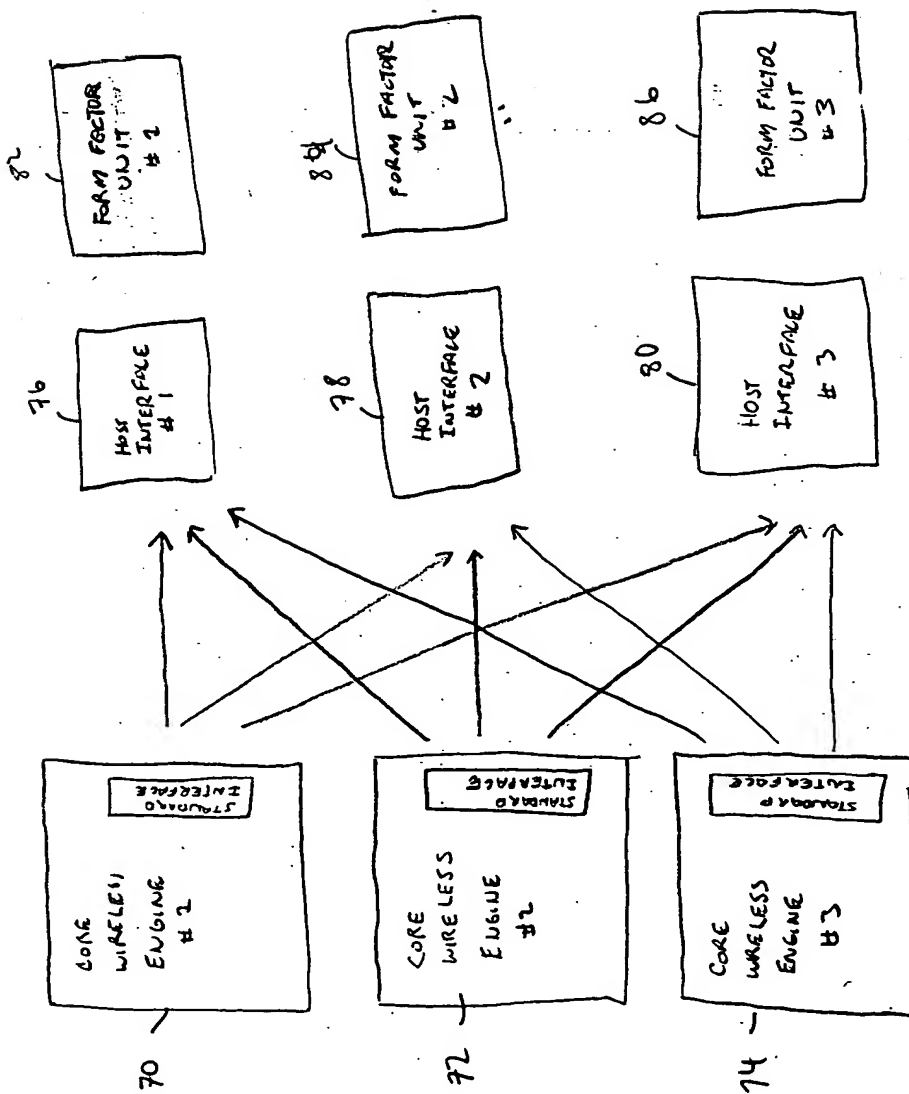 70
CORE
WIRELESS
ENGINE
#2
STANDARD
INTERFACE
72
CORE
WIRELESS
ENGINE
#2
STANDARD
INTERFACE
74
CORE
WIRELESS
ENGINE
#3
STANDARD
INTERFACE
76
HOST
INTERFACE
#1
78
HOST
INTERFACE
#2
80
HOST
INTERFACE
#3
82
FORM FACTOR
UNIT
#2
84
FORM FACTOR
UNIT
#2
86
FORM FACTOR
UNIT
#3